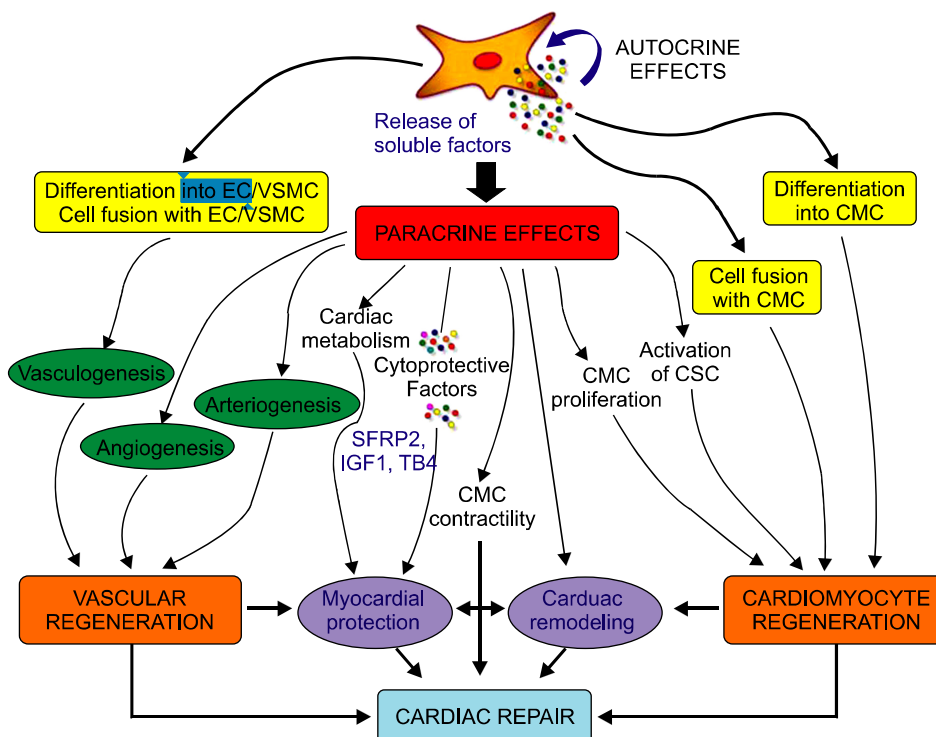 AUTOCRINE
EFFECTS
Release of
soluble factors
Differentiation into EC/VSMC
Cell fusion with EC/VSMC
Differentiation
into CMC
PARACRINE EFFECTS
Cell fusion
with CMC
Cardiac
metabolism
Cytoprotective
Factors
CMC
proliferation
Activation
of CSC
Vasculogenesis
Arteriogenesis
Angiogenesis
SFRP2,
IGF1, TB4
CMC
contractility
VASCULAR
REGENERATION
Myocardial
protection
Carduac
remodeling
CARDIOMYOCYTE
REGENERATION
CARDIAC REPAIR